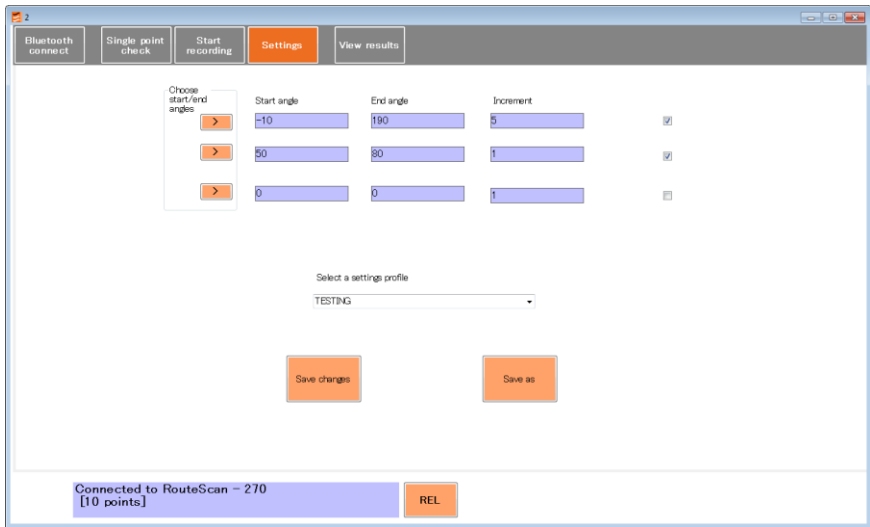 2
Bluetooth
connect
Single point
check
Start
recording
Settings
View results
Choose
start/end
angles
Start angle
End angle
Increment
>
-10
190
5
>
50
80
1
>
0
0
1
Select a settings profile
TESTING
Save changes
Save as
Connected to RouteScan - 270
[10 points]
REL